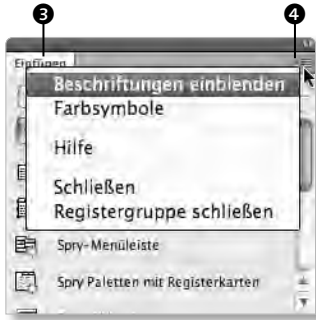 3 4
Einfügen
Beschriftungen einblenden
Farbsymbole
Hilfe
Schließen
Registergruppe schließen
Spry-Menüleiste
Spry Paletten mit Registerkarten